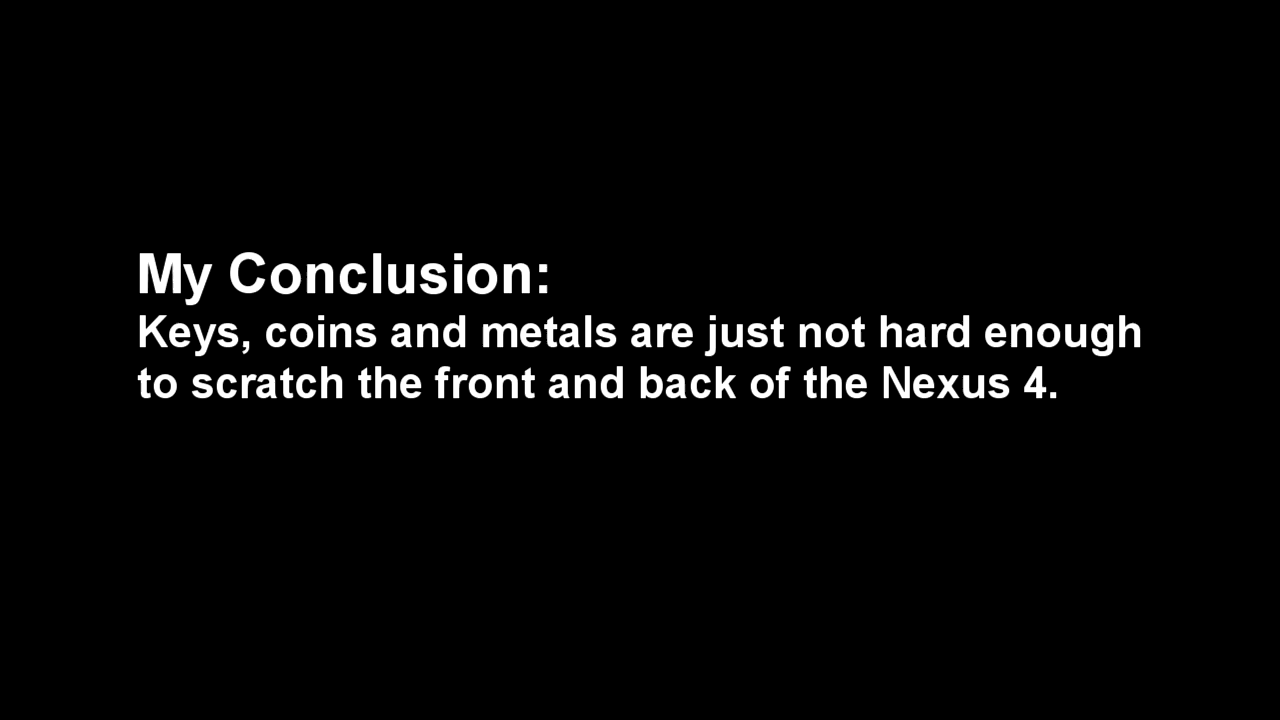 My Conclusion:
Keys, coins and metals are just not hard enough
to scratch the front and back of the Nexus 4.